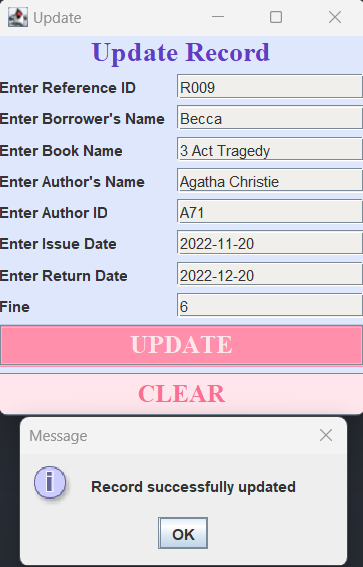 Update
Update Record
Enter Reference ID R009
Enter Borrower's Name Becca
Enter Book Name 3 Act Tragedy
Enter Author's Name Agatha Christie
Enter Author ID A71
Enter Issue Date 2022-11-20
Enter Return Date 2022-12-20
Fine 6
UPDATE
CLEAR
Message
Record successfully updated
OK